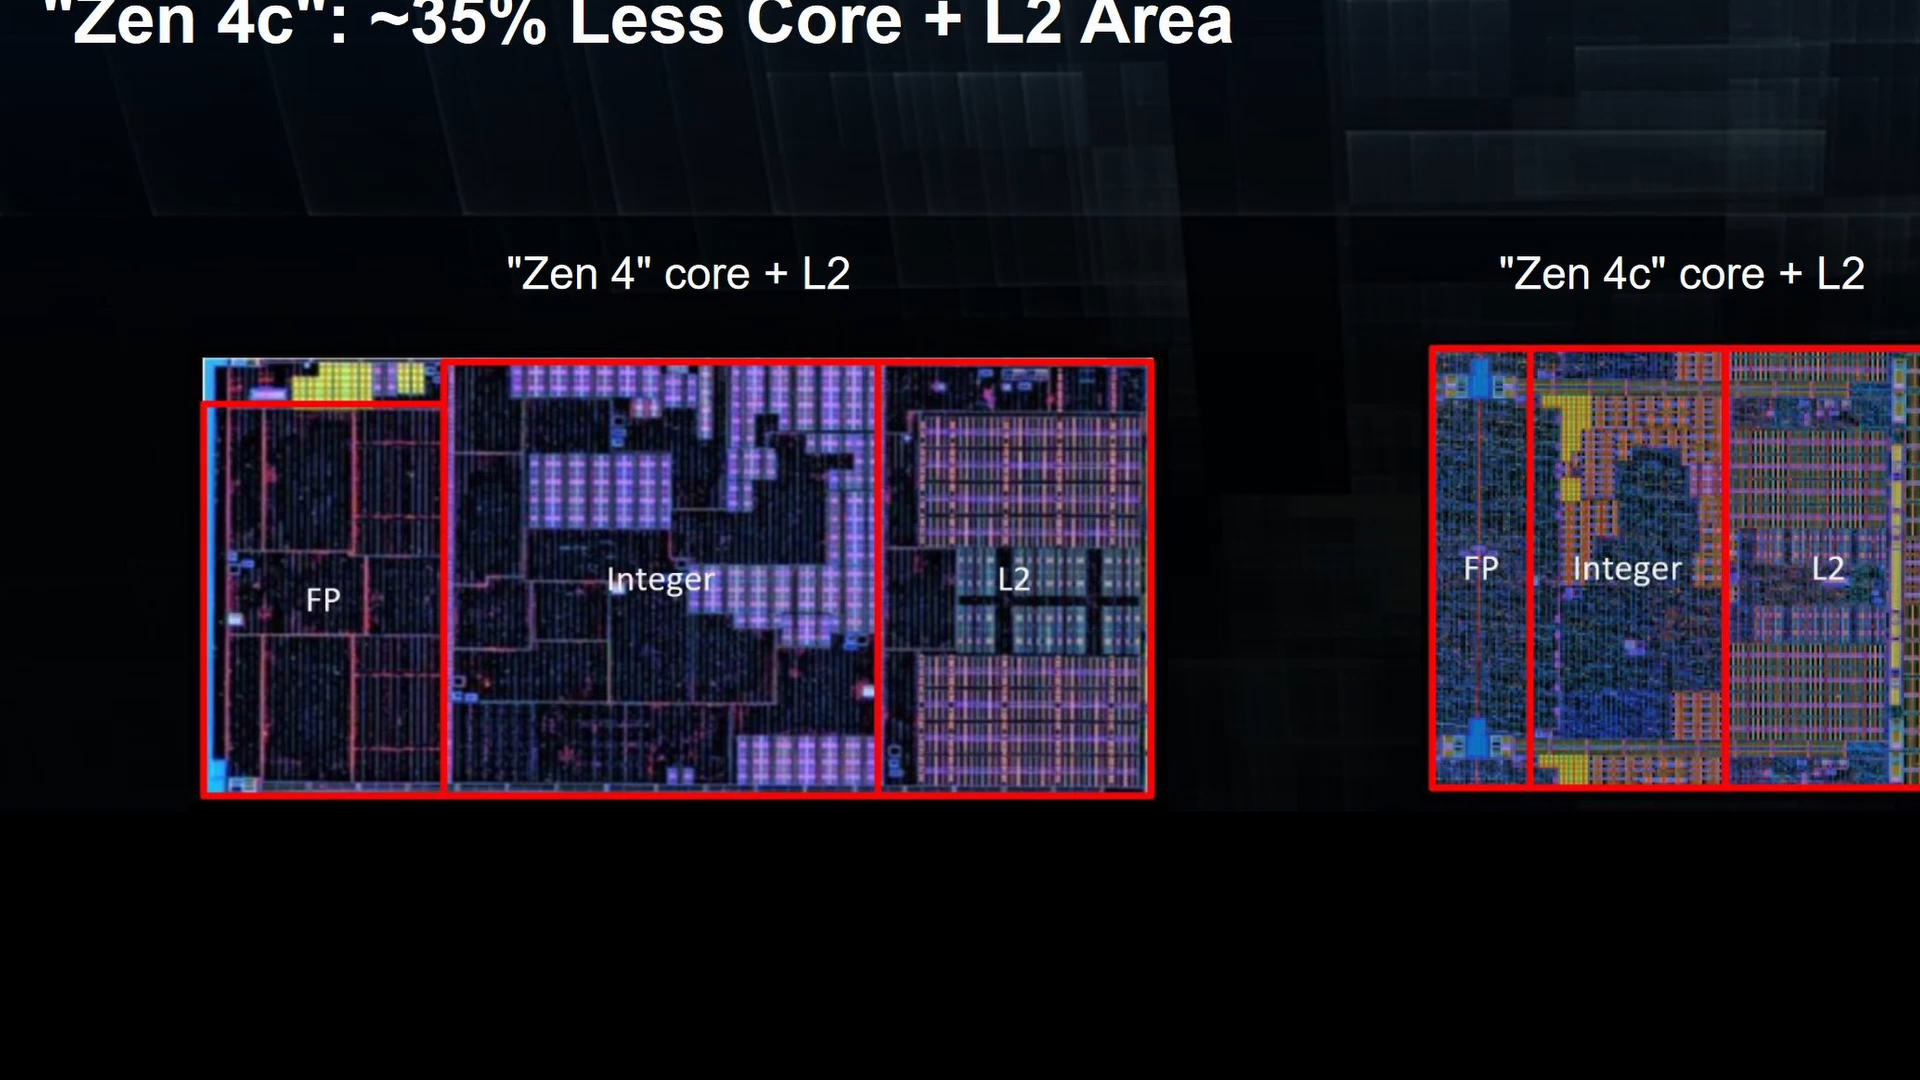 "Zen 4c": ~35% Less Core + L2 Area
"Zen 4" core + L2
"Zen 4c" core + L2
FP
Integer
L2
FP
Integer
L2